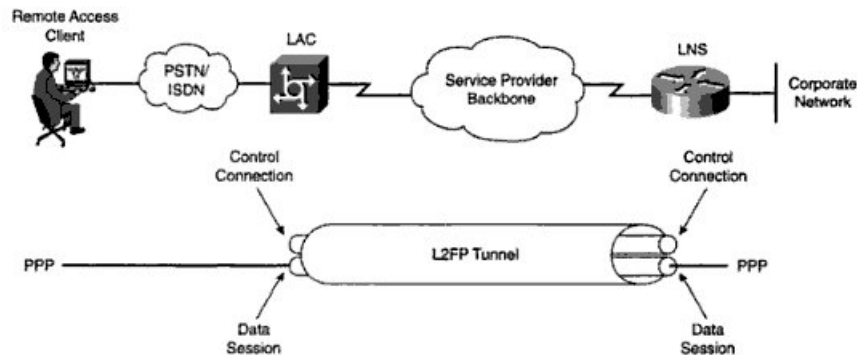 Remote Access
Client
PSTN/
ISDN
LAC
Service Provider
Backbone
LNS
Corporate
Network
Control
Connection
Control
Connection
PPP
L2FP Tunnel
PPP
Data
Session
Data
Session